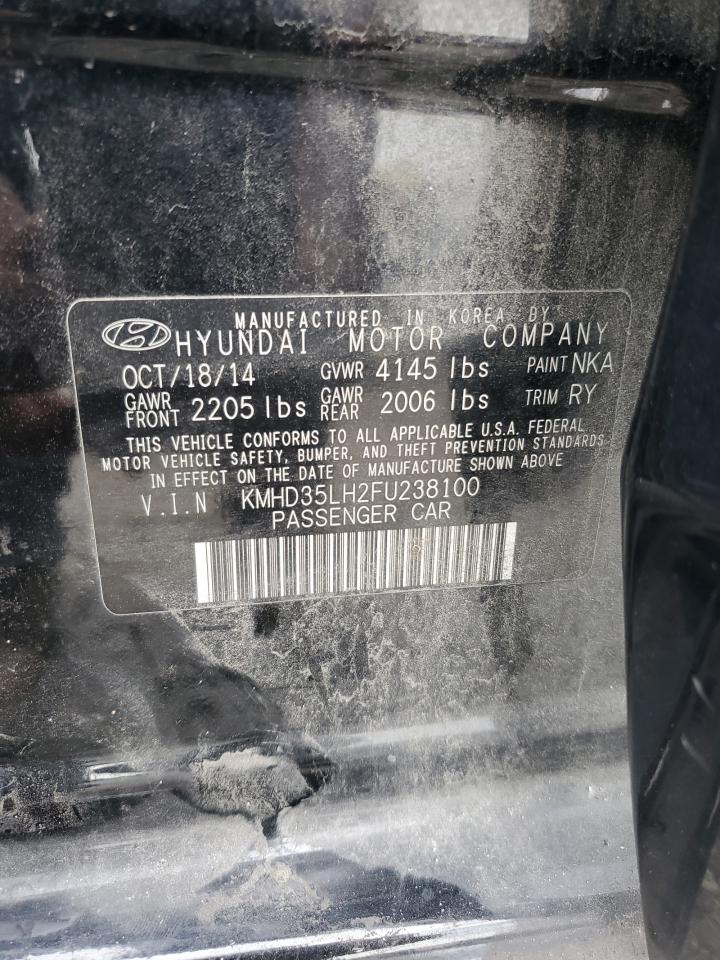 MANUFACTURED IN KOREA BY
HYUNDAI MOTOR COMPANY
OCT/18/14 GVWR 4145 lbs PAINT NKA
GAWR FRONT 2205 lbs GAWR REAR 2006 lbs TRIM RY
THIS VEHICLE CONFORMS TO ALL APPLICABLE U.S.A. FEDERAL
MOTOR VEHICLE SAFETY, BUMPER, AND THEFT PREVENTION STANDARDS
IN EFFECT ON THE DATE OF MANUFACTURE SHOWN ABOVE
V.I.N KMHD35LH2FU238100
PASSENGER CAR